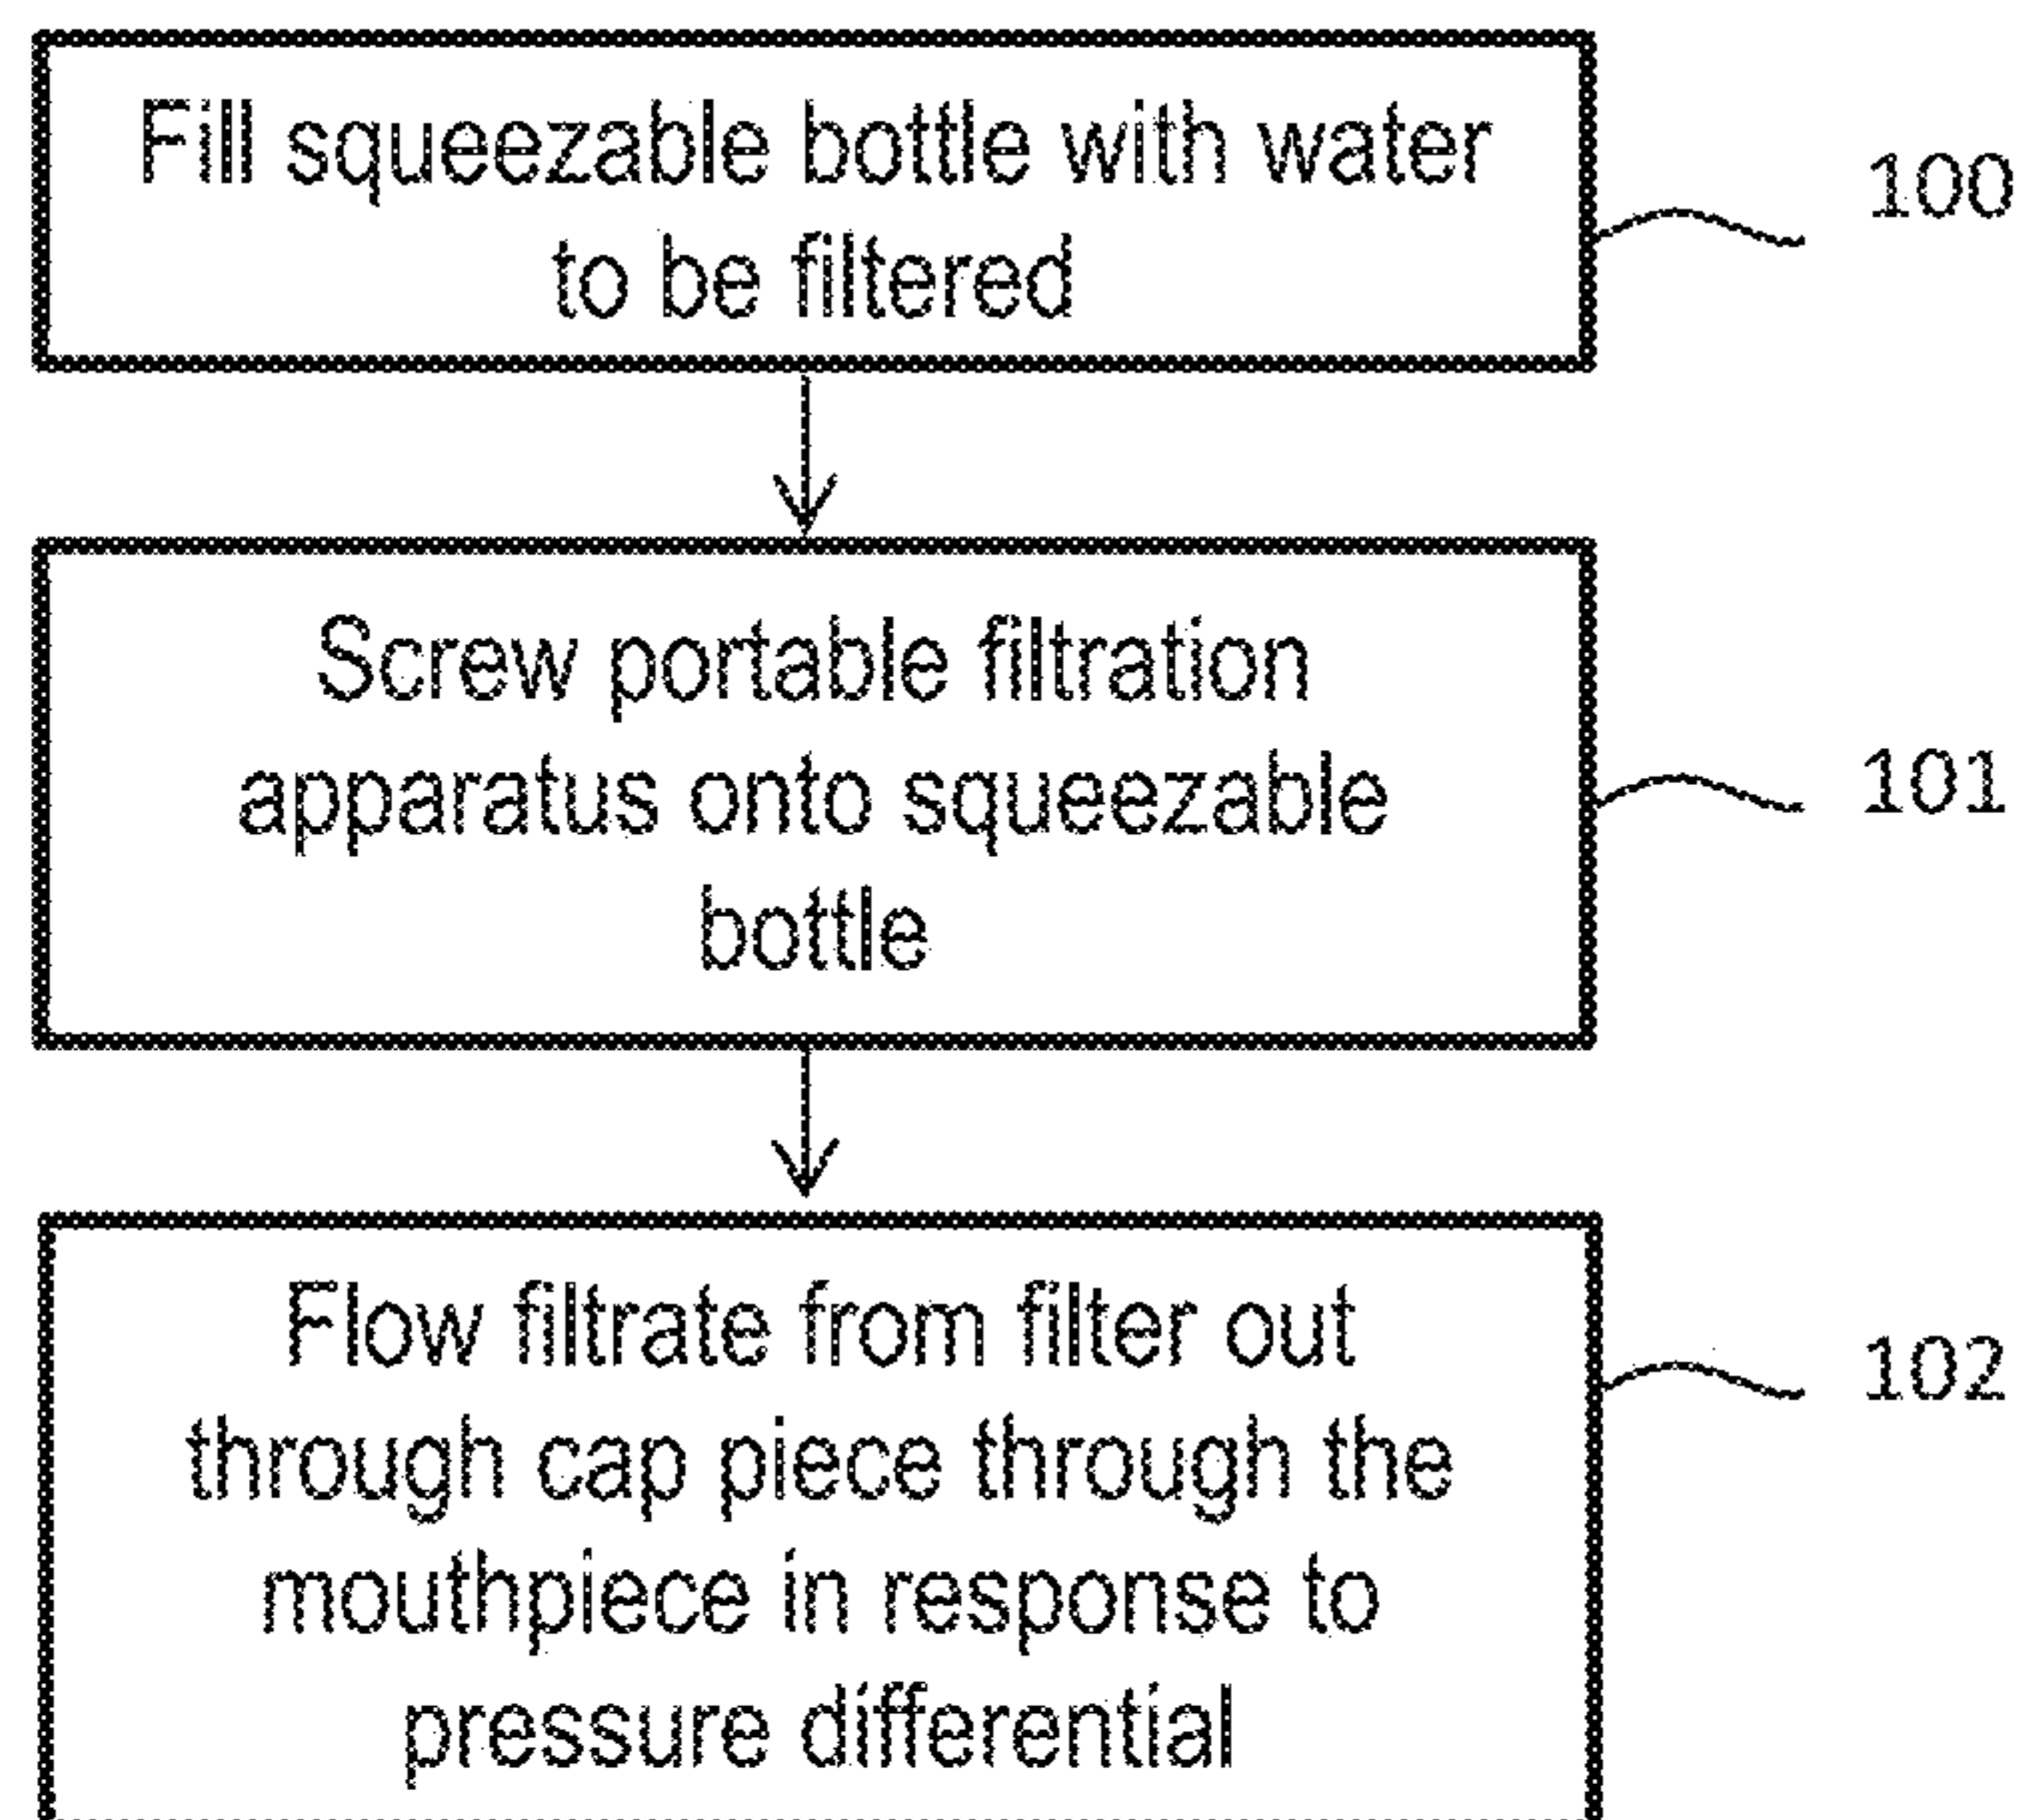 Fill squeezable bottle with water
to be filtered
100
Screw portable filtration
apparatus onto squeezable
bottle
101
Flow filtrate from filter out
through cap piece through the
mouthpiece in response to
pressure differential
102